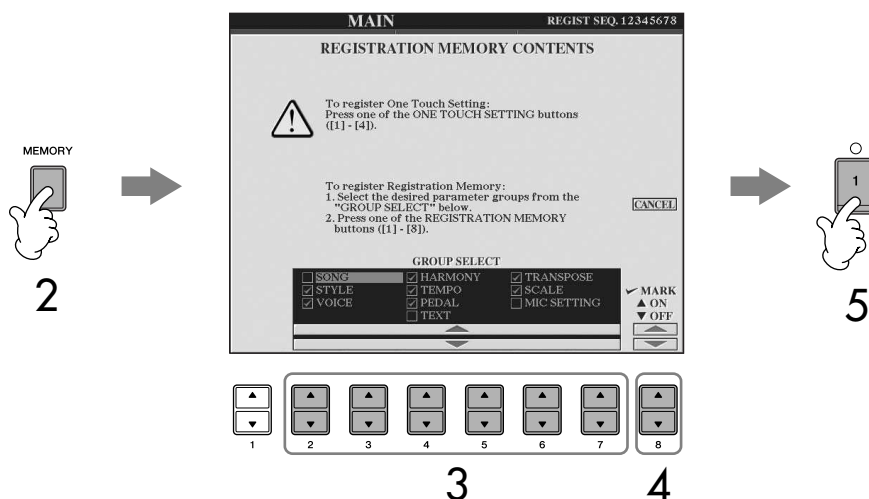 MAIN REGIST SEQ. 12345678
REGISTRATION MEMORY CONTENTS
To register One Touch Setting:
Press one of the ONE TOUCH SETTING buttons
([1] - [4]).
MEMORY
2
To register Registration Memory:
1. Select the desired parameter groups from the
"GROUP SELECT" below.
2. Press one of the REGISTRATION MEMORY
buttons ([1] - [8]).
CANCEL
1
5
GROUP SELECT
SONG HARMONY TRANSPOSE
STYLE TEMPO SCALE
VOICE PEDAL MIC SETTING
TEXT
MARK
▲ ON
▼ OFF
1 2 3 4 5 6 7 8
3 4